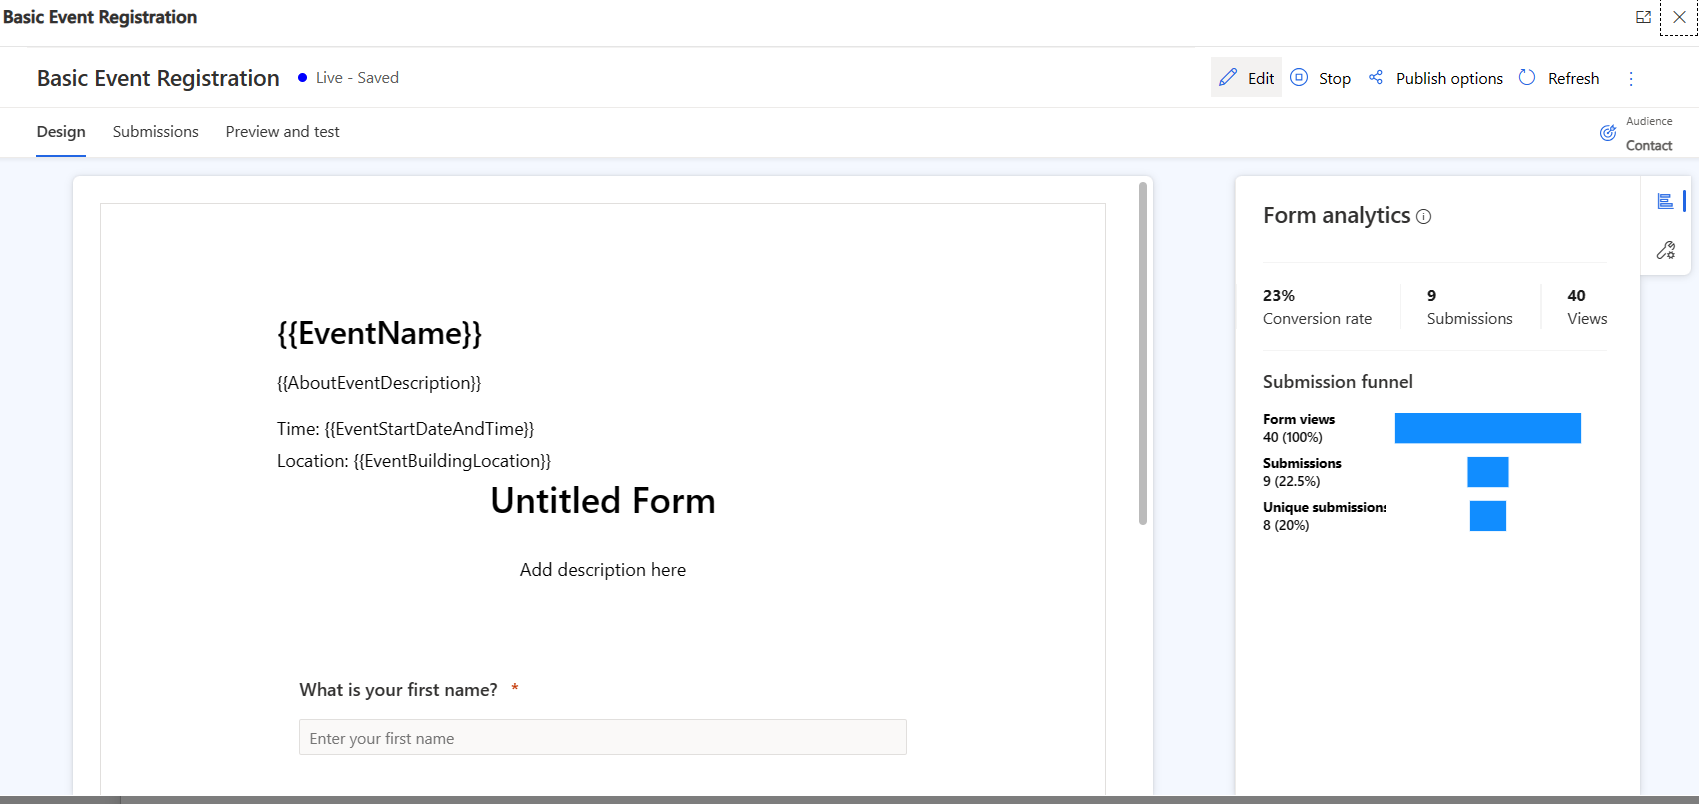 Basic Event Registration
Basic Event Registration
Live - Saved
Edit
Stop
Publish options
Refresh
Design
Submissions
Preview and test
Audience
Contact
{{EventName}}
{{AboutEventDescription}}
Time: {{EventStartDateAndTime}}
Location: {{EventBuildingLocation}}
Untitled Form
Add description here
What is your first name? *
Enter your first name
Form analytics
23%
Conversion rate
9
Submissions
40
Views
Submission funnel
Form views
40 (100%)
Submissions
9 (22.5%)
Unique submissions
8 (20%)